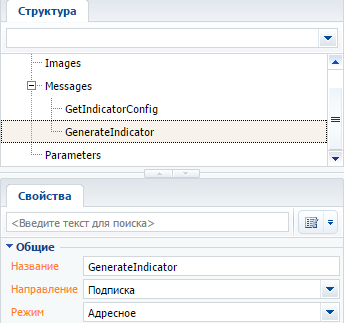 Структура
Images
Messages
GetIndicatorConfig
GenerateIndicator
Parameters
Свойства
<Введите текст для поиска>
Общие
Название GenerateIndicator
Направление Подписка
Режим Адресное